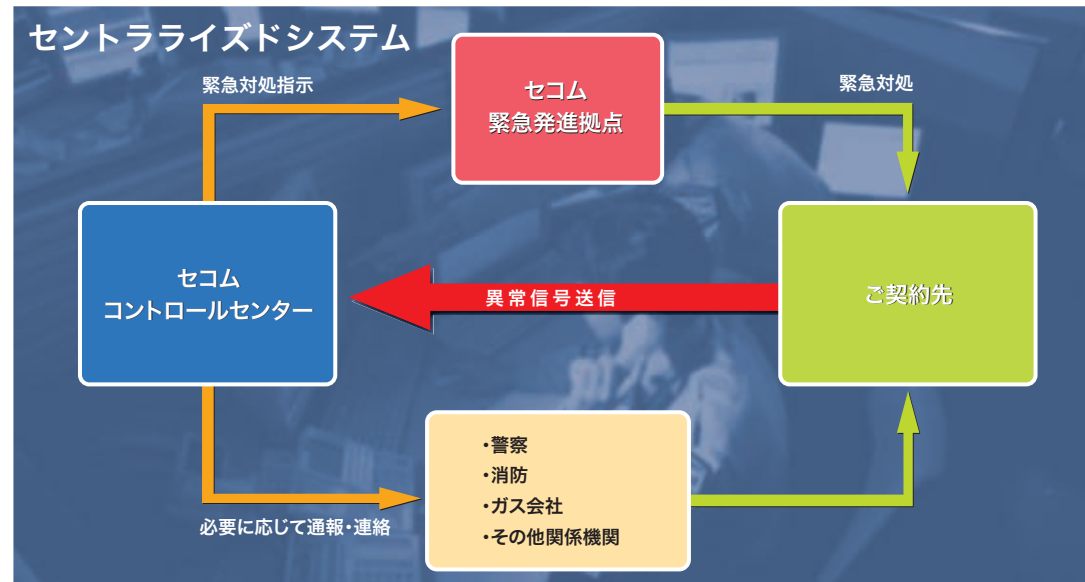 セントラライズドシステム
緊急対処指示
セコム
緊急発進拠点
緊急対処
セコム
コントロールセンター
異常信号送信
ご契約先
・警察
・消防
・ガス会社
・その他関係機関
必要に応じて通報・連絡